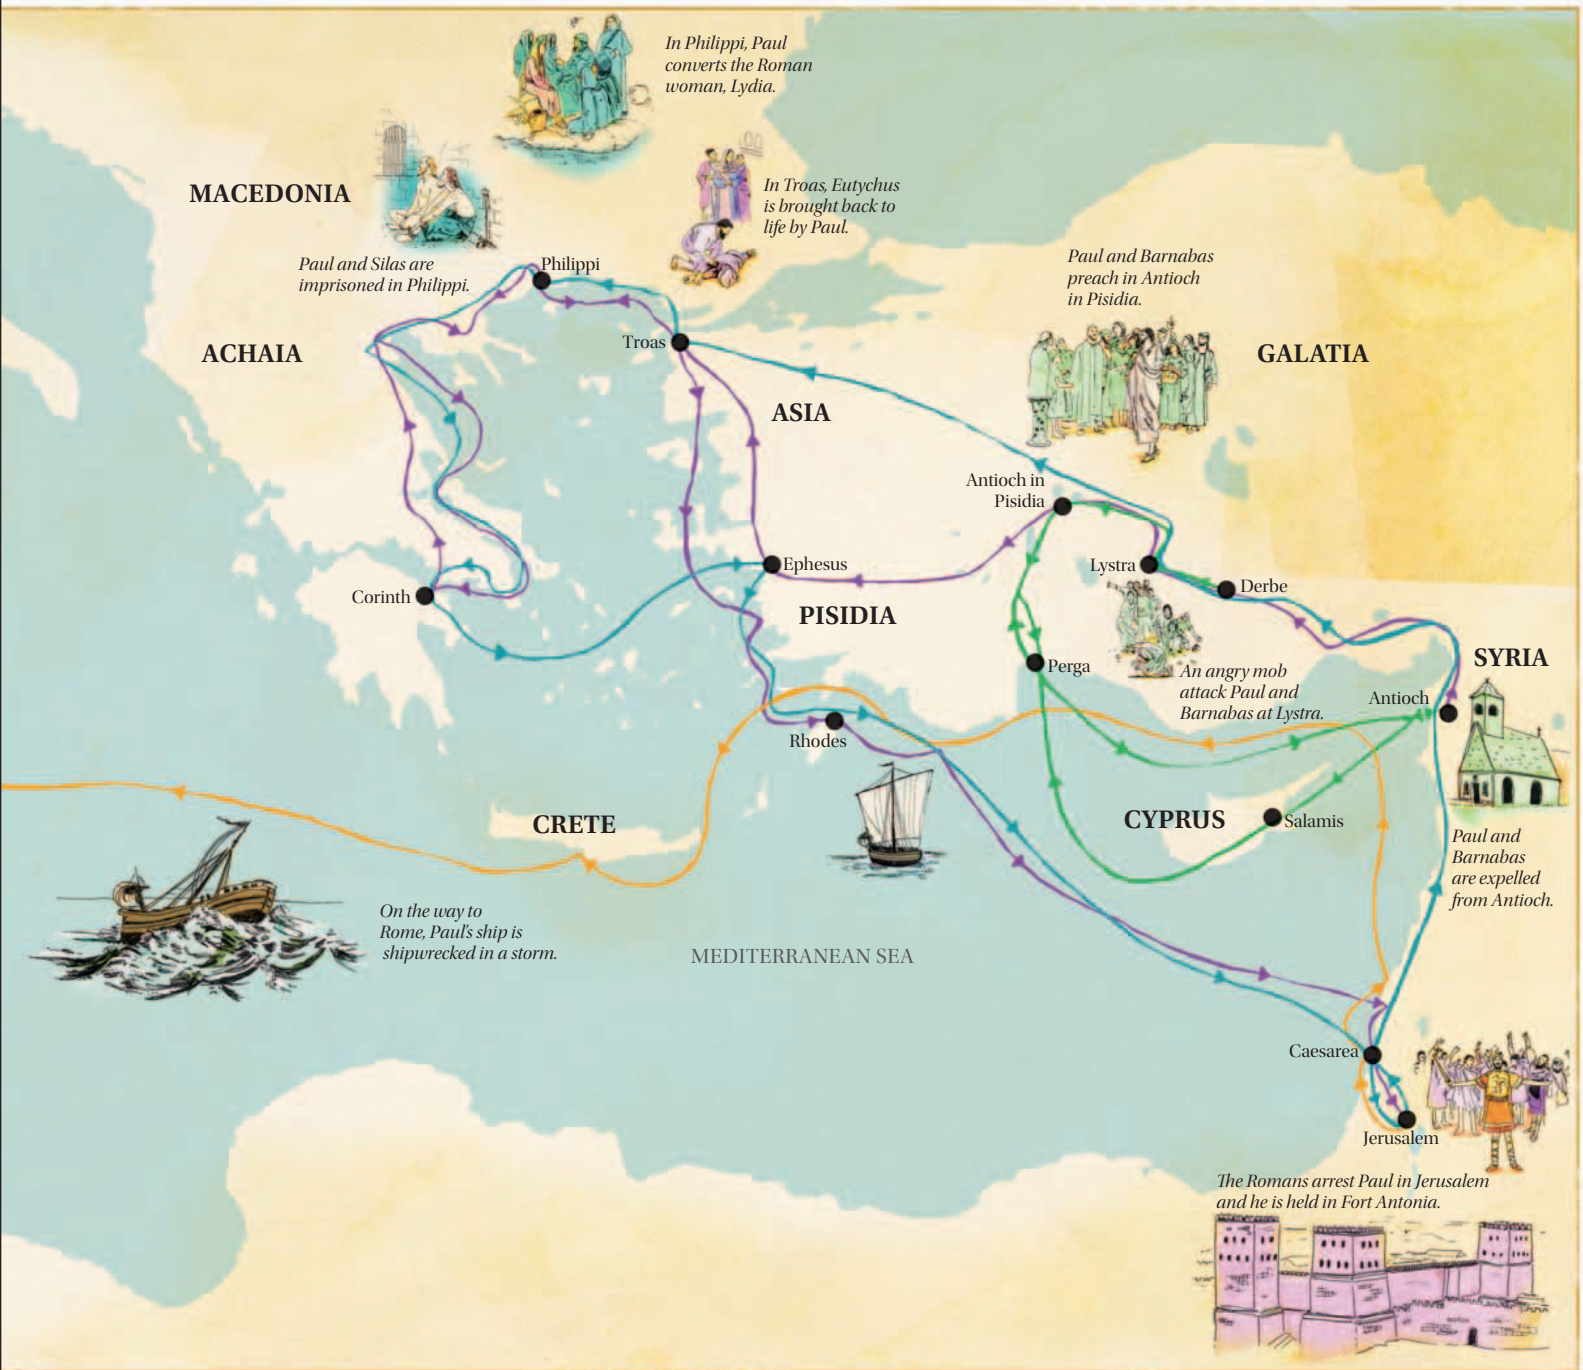 In Philippi, Paul
converts the Roman
woman, Lydia.
MACEDONIA
In Troas, Eutychus
is brought back to
life by Paul.
Paul and Silas are
imprisoned in Philippi.
Philippi
Paul and Barnabas
preach in Antioch
in Pisidia.
ACHAIA
Troas
GALATIA
ASIA
Antioch in
Pisidia
Ephesus
Lystra
Derbe
Corinth
PISIDIA
SYRIA
Perga
An angry mob
attack Paul and
Barnabas at Lystra.
Antioch
Rhodes
CRETE
CYPRUS
Salamis
Paul and
Barnabas
are expelled
from Antioch.
On the way to
Rome, Paul's ship is
shipwrecked in a storm.
MEDITERRANEAN SEA
Caesarea
Jerusalem
The Romans arrest Paul in Jerusalem
and he is held in Fort Antonia.